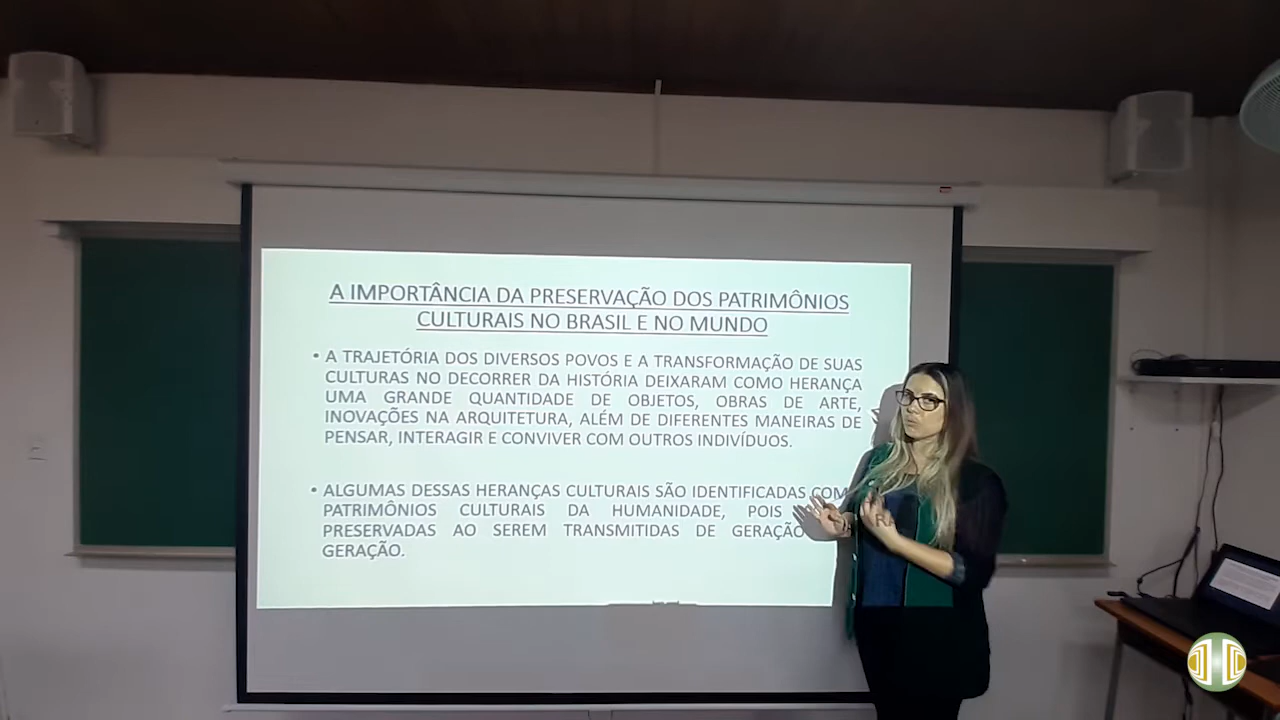 A IMPORTÂNCIA DA PRESERVAÇÃO DOS PATRIMÔNIOS
CULTURAIS NO BRASIL E NO MUNDO
• A TRAJETÓRIA DOS DIVERSOS POVOS E A TRANSFORMAÇÃO DE SUAS
CULTURAS NO DECORRER DA HISTÓRIA DEIXARAM COMO HERANÇA
UMA GRANDE QUANTIDADE DE OBJETOS, OBRAS DE ARTE,
INOVAÇÕES NA ARQUITETURA, ALÉM DE DIFERENTES MANEIRAS DE
PENSAR, INTERAGIR E CONVIVER COM OUTROS INDIVÍDUOS.
• ALGUMAS DESSAS HERANÇAS CULTURAIS SÃO IDENTIFICADAS COM
PATRIMÔNIOS CULTURAIS DA HUMANIDADE, POIS
PRESERVADAS AO SEREM TRANSMITIDAS DE GERAÇÃO
GERAÇÃO.